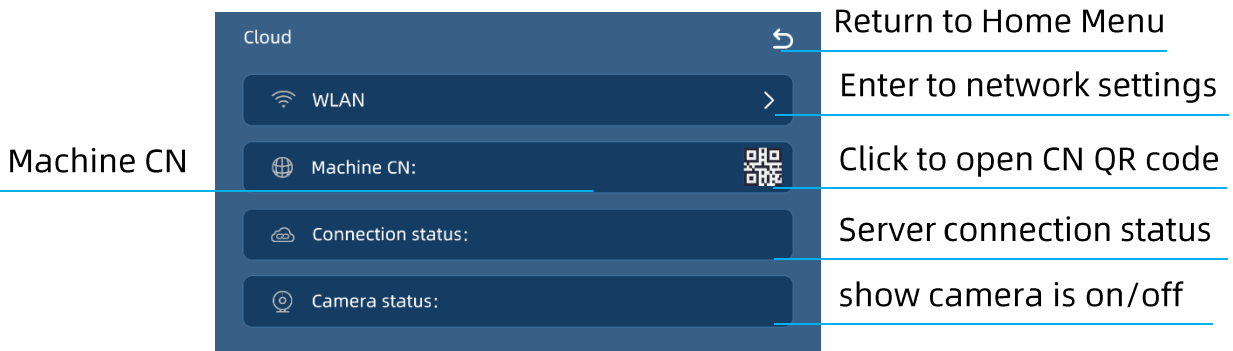 Return to Home Menu
Cloud
Enter to network settings
WLAN
Machine CN
Machine CN:
Click to open CN QR code
Connection status:
Server connection status
Camera status:
show camera is on/off